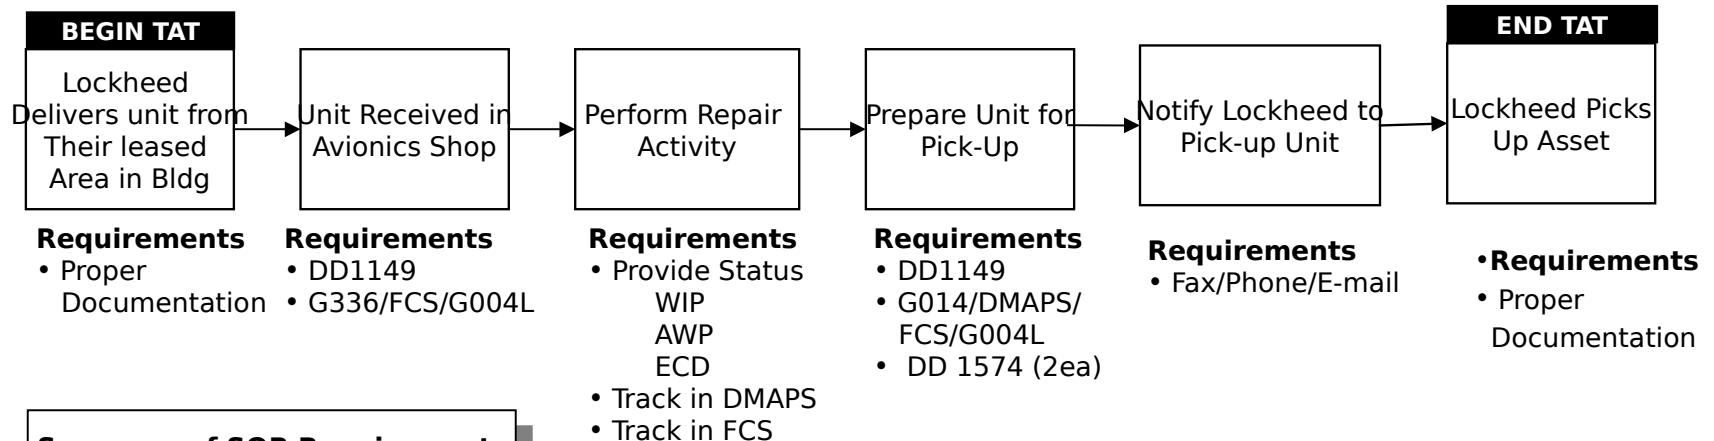 BEGIN TAT
Lockheed
Delivers unit from
Their leased
Area in Bldg
Unit Received in
Avionics Shop
Perform Repair
Activity
Prepare Unit for
Pick-Up
Notify Lockheed to
Pick-up Unit
END TAT
Lockheed Picks
Up Asset
Requirements
• Proper
Documentation
Requirements
• DD1149
• G336/FCS/G004L
Requirements
• Provide Status
WIP
AWP
ECD
• Track in DMAPS
• Track in FCS
Requirements
• DD1149
• G014/DMAPS/
FCS/G004L
• DD 1574 (2ea)
Requirements
• Fax/Phone/E-mail
•Requirements
• Proper
Documentation